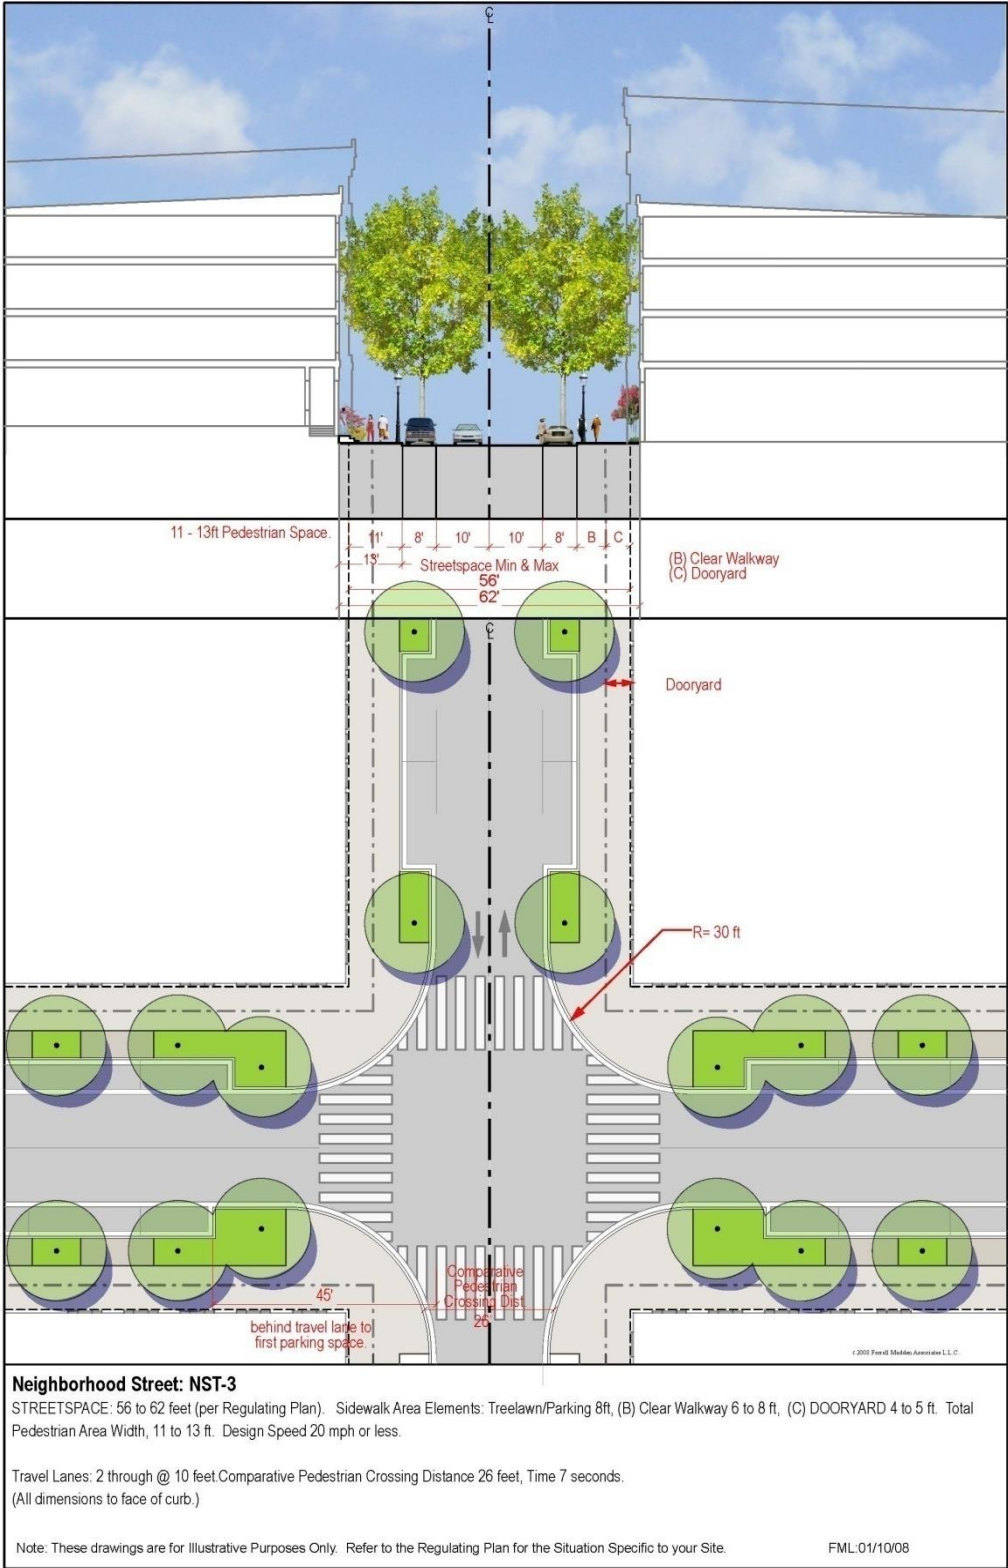 CL
11 - 13ft Pedestrian Space.
11' 8' 10' 10' 8' B C
13'
Streetspace Min & Max
56'
62'
(B) Clear Walkway
(C) Dooryard
CL
Dooryard
R= 30 ft
Comparative
Pedestrian
Crossing Dist.
26'
45'
behind travel lane to
first parking space.
© 2008 Ferrell Madden Associates L.L.C.
Neighborhood Street: NST-3
STREETSPACE: 56 to 62 feet (per Regulating Plan). Sidewalk Area Elements: Treelawn/Parking 8ft, (B) Clear Walkway 6 to 8 ft, (C) DOORYARD 4 to 5 ft. Total
Pedestrian Area Width, 11 to 13 ft. Design Speed 20 mph or less.
Travel Lanes: 2 through @ 10 feet.Comparative Pedestrian Crossing Distance 26 feet, Time 7 seconds.
(All dimensions to face of curb.)
Note: These drawings are for Illustrative Purposes Only. Refer to the Regulating Plan for the Situation Specific to your Site.
FML:01/10/08